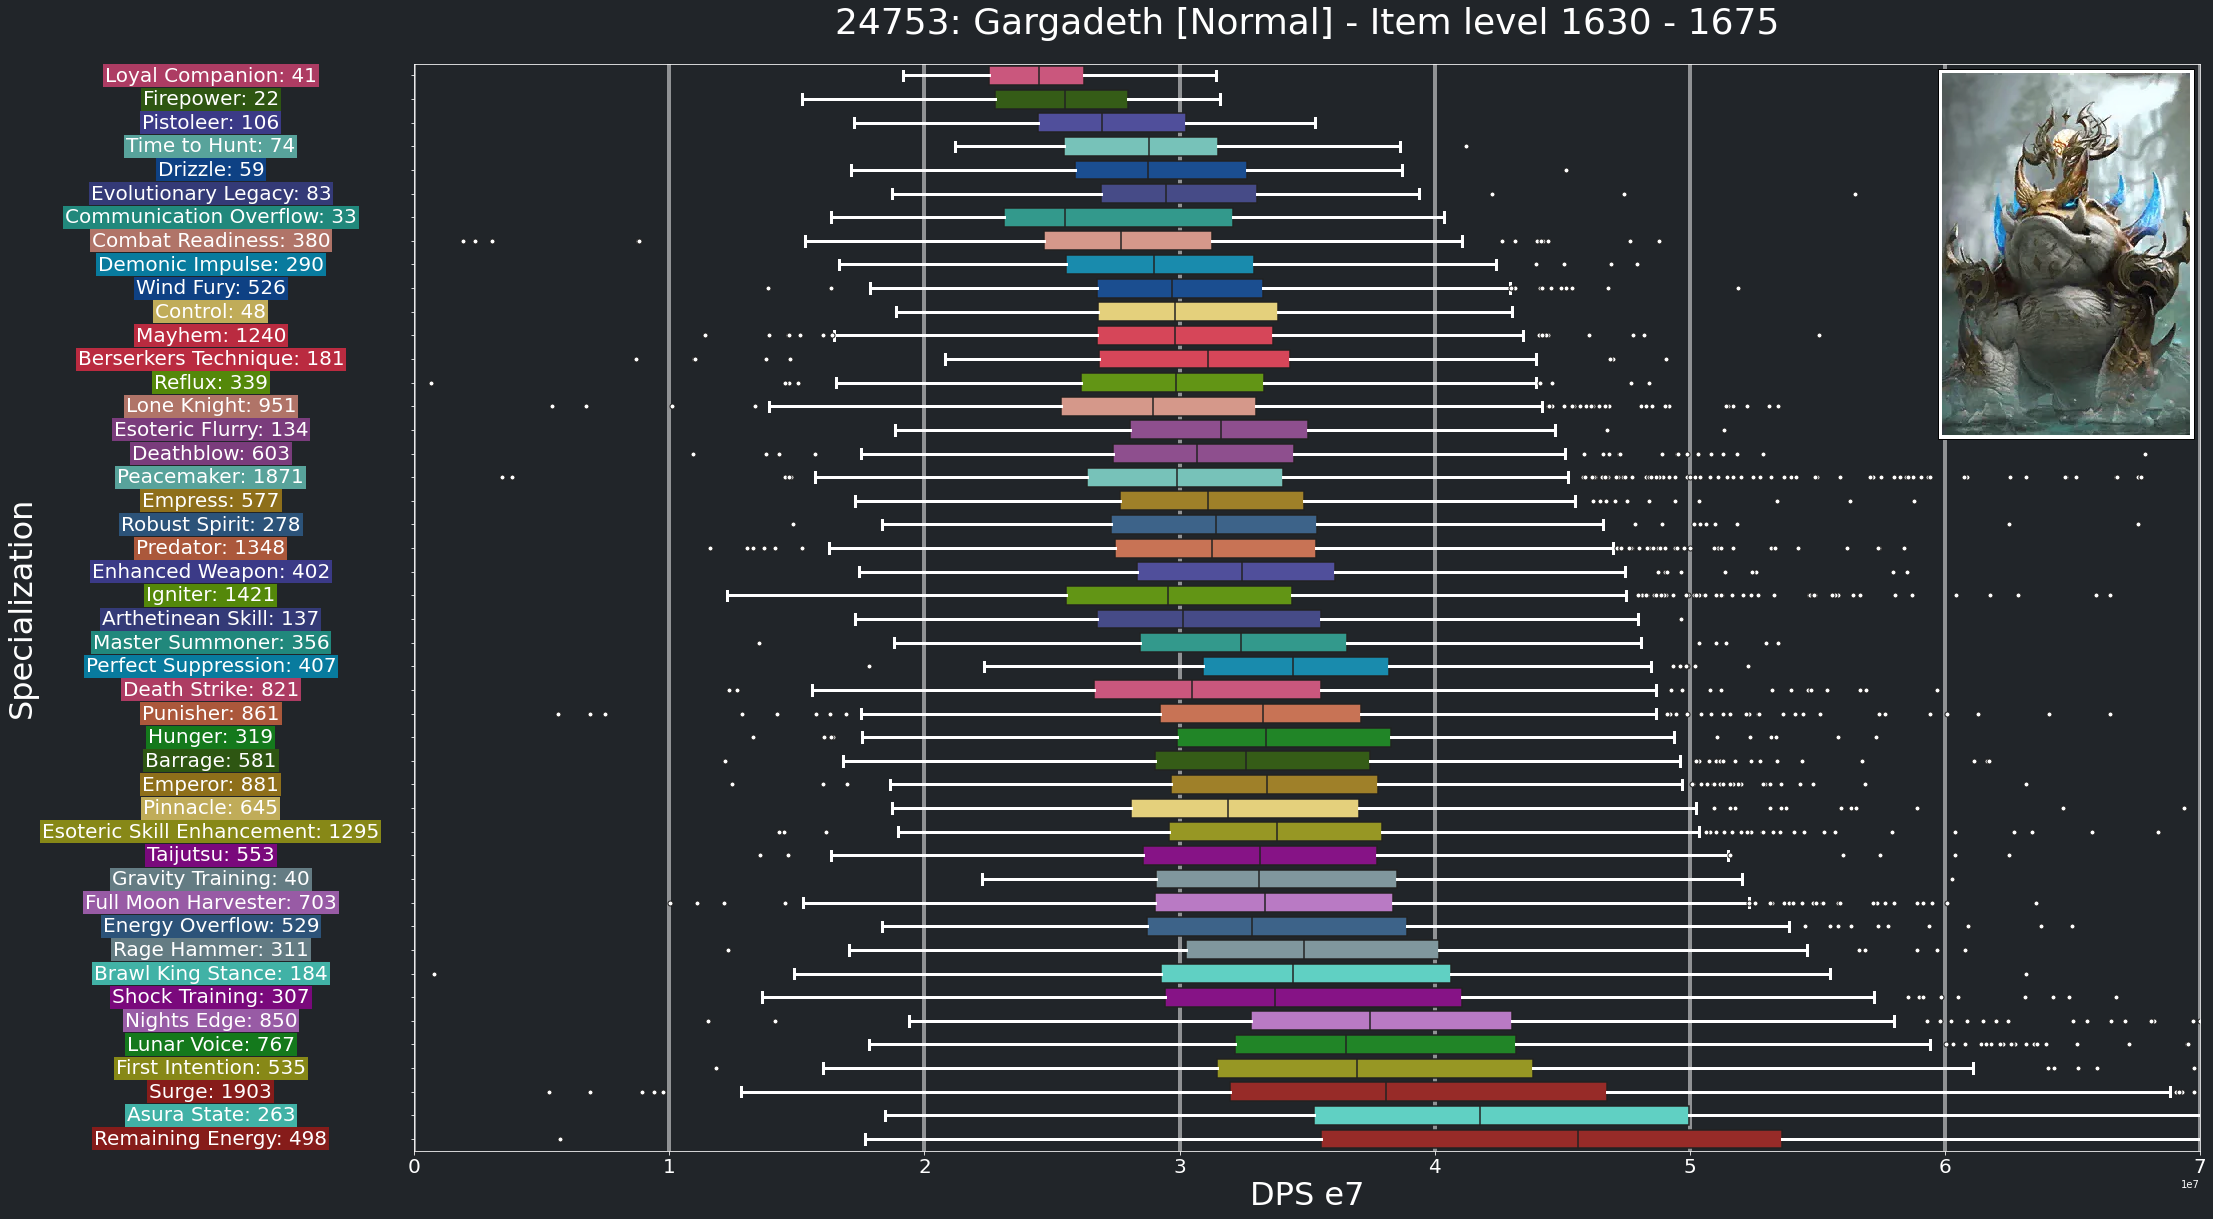 24753: Gargadeth [Normal] - Item level 1630 - 1675
Specialization
Loyal Companion: 41
Firepower: 22
Pistoleer: 106
Time to Hunt: 74
Drizzle: 59
Evolutionary Legacy: 83
Communication Overflow: 33
Combat Readiness: 380
Demonic Impulse: 290
Wind Fury: 526
Control: 48
Mayhem: 1240
Berserkers Technique: 181
Reflux: 339
Lone Knight: 951
Esoteric Flurry: 134
Deathblow: 603
Peacemaker: 1871
Empress: 577
Robust Spirit: 278
Predator: 1348
Enhanced Weapon: 402
Igniter: 1421
Arthetinean Skill: 137
Master Summoner: 356
Perfect Suppression: 407
Death Strike: 821
Punisher: 861
Hunger: 319
Barrage: 581
Emperor: 881
Pinnacle: 645
Esoteric Skill Enhancement: 1295
Taijutsu: 553
Gravity Training: 40
Full Moon Harvester: 703
Energy Overflow: 529
Rage Hammer: 311
Brawl King Stance: 184
Shock Training: 307
Nights Edge: 850
Lunar Voice: 767
First Intention: 535
Surge: 1903
Asura State: 263
Remaining Energy: 498
0 1 2 3 4 5 6 7
1e7
DPS e7